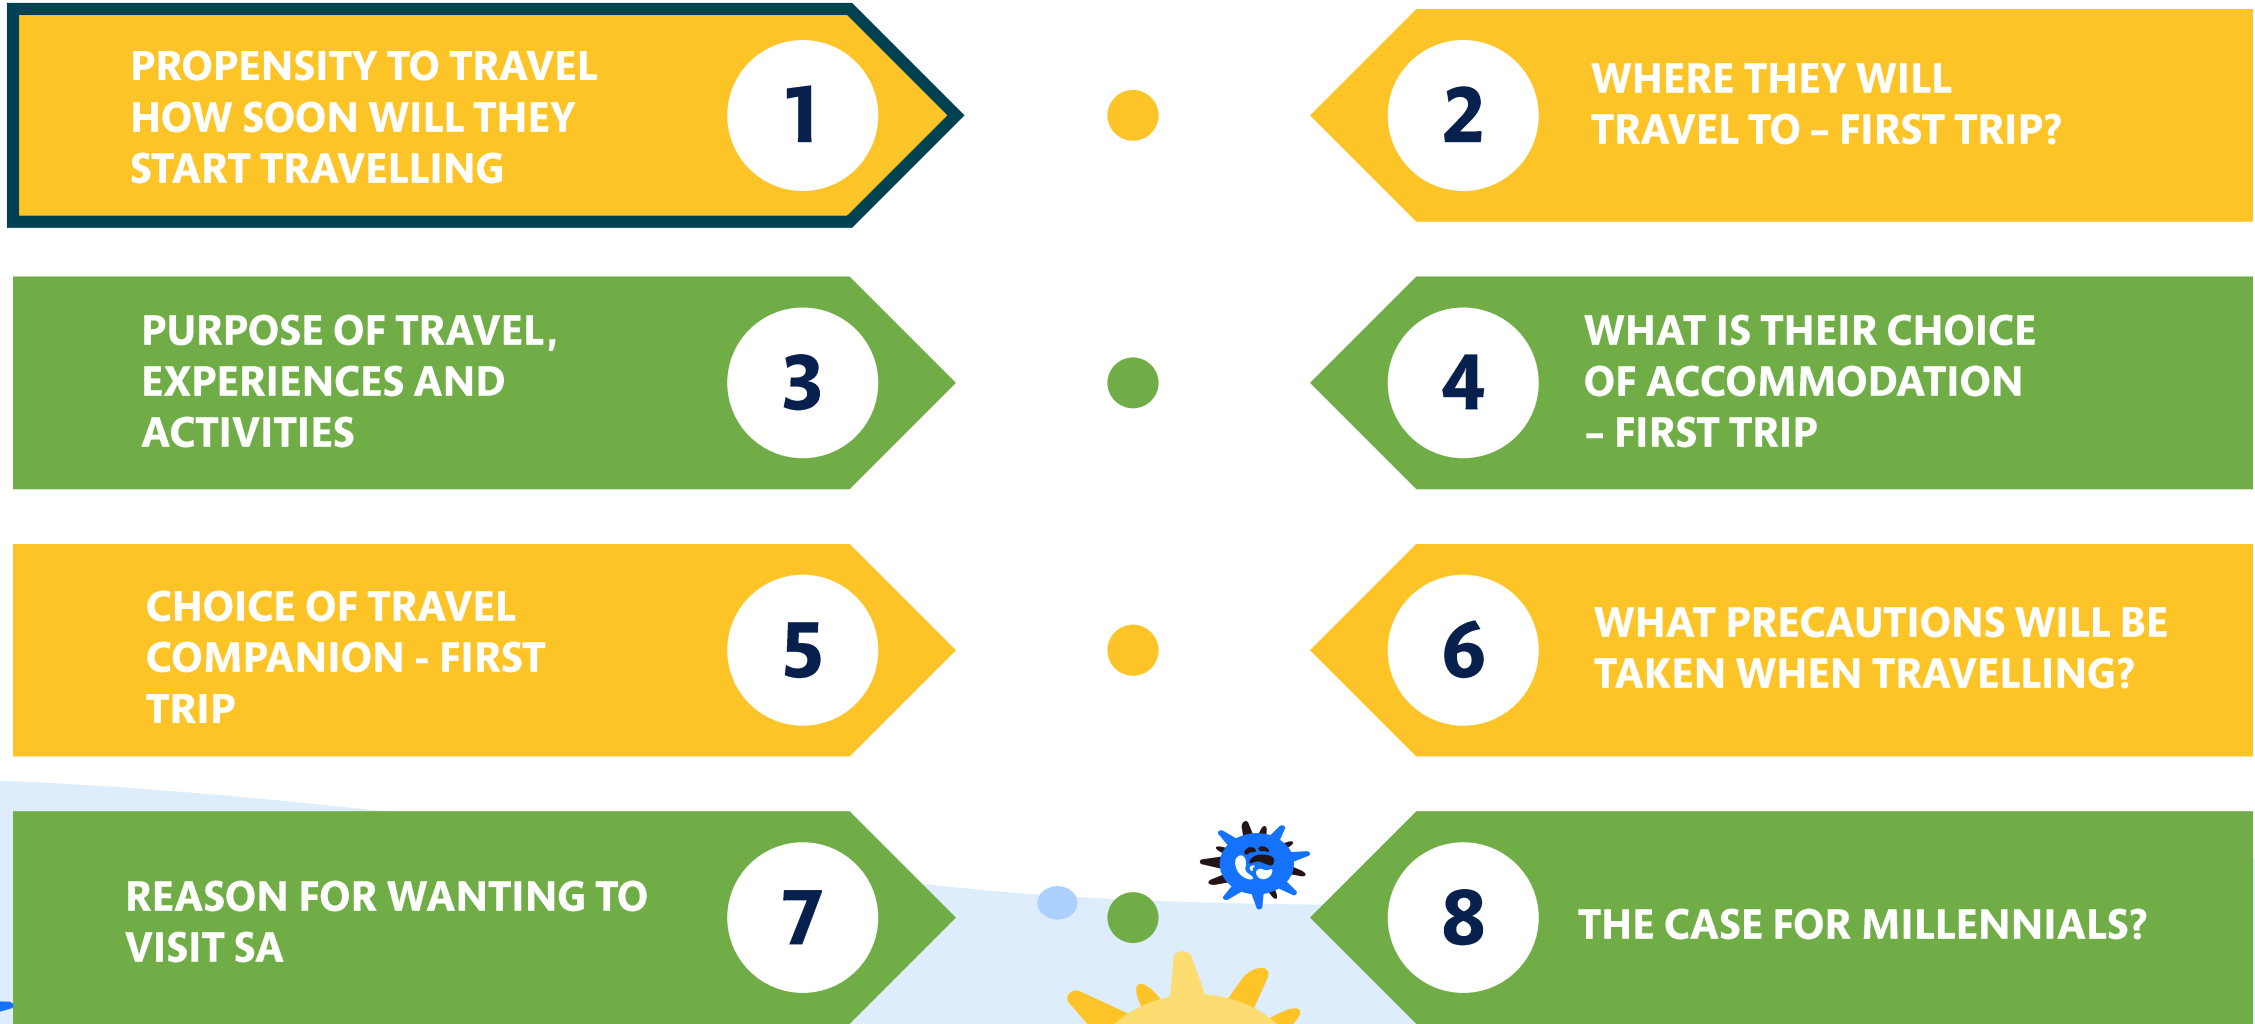 PROPENSITY TO TRAVEL
HOW SOON WILL THEY
START TRAVELLING
1
2
WHERE THEY WILL
TRAVEL TO – FIRST TRIP?
PURPOSE OF TRAVEL,
EXPERIENCES AND
ACTIVITIES
3
4
WHAT IS THEIR CHOICE
OF ACCOMMODATION
– FIRST TRIP
CHOICE OF TRAVEL
COMPANION - FIRST
TRIP
5
6
WHAT PRECAUTIONS WILL BE
TAKEN WHEN TRAVELLING?
REASON FOR WANTING TO
VISIT SA
7
8
THE CASE FOR MILLENNIALS?